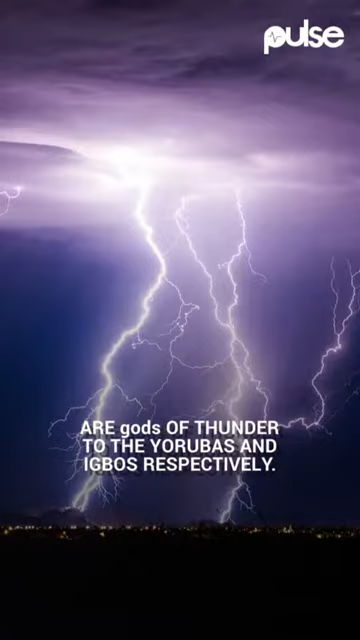 pulse
ARE gods OF THUNDER
TO THE YORUBAS AND
IGBOS RESPECTIVELY.